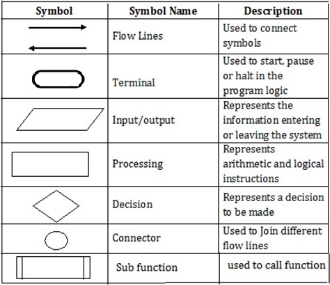 Symbol Symbol Name Description
Flow Lines
Used to connect
symbols
Terminal
Used to start, pause
or halt in the
program logic
Input/output
Represents the
information entering
or leaving the system
Processing
Represents
arithmetic and logical
instructions
Decision
Represents a decision
to be made
Connector
Used to Join different
flow lines
Sub function
used to call function